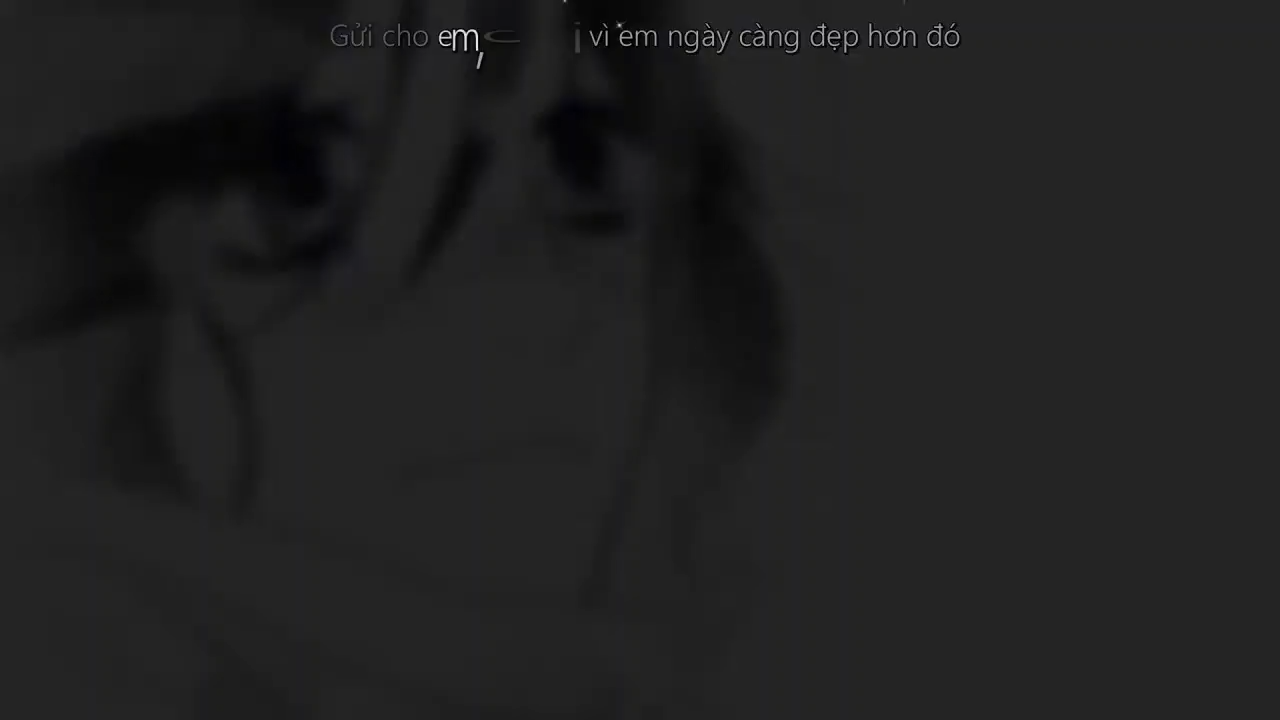 Gửi cho em, vì em ngày càng đẹp hơn đó